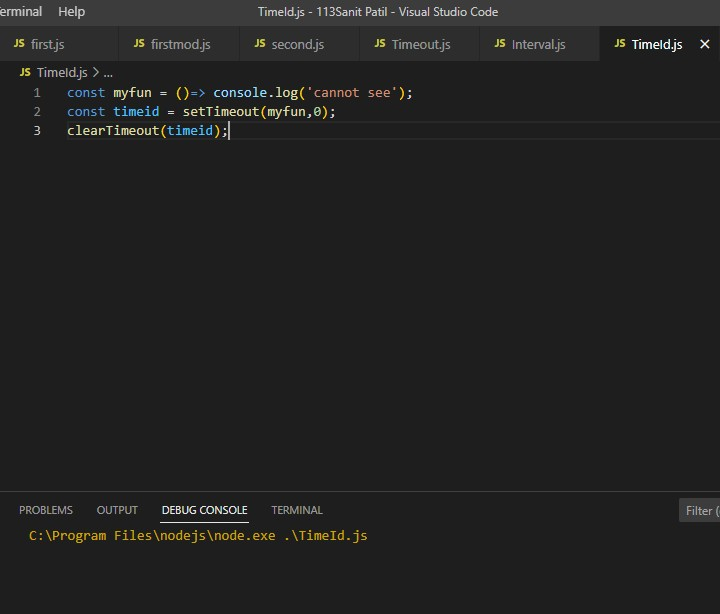 erminal Help TimeId.js - 113Sanit Patil - Visual Studio Code
JS first.js JS firstmod.js JS second.js JS Timeout.js JS Interval.js JS TimeId.js
JS TimeId.js > ...
1 const myfun = ()=> console.log('cannot see');
2 const timeid = setTimeout(myfun,0);
3 clearTimeout(timeid);
PROBLEMS OUTPUT DEBUG CONSOLE TERMINAL Filter (
C:\Program Files\nodejs\node.exe .\TimeId.js